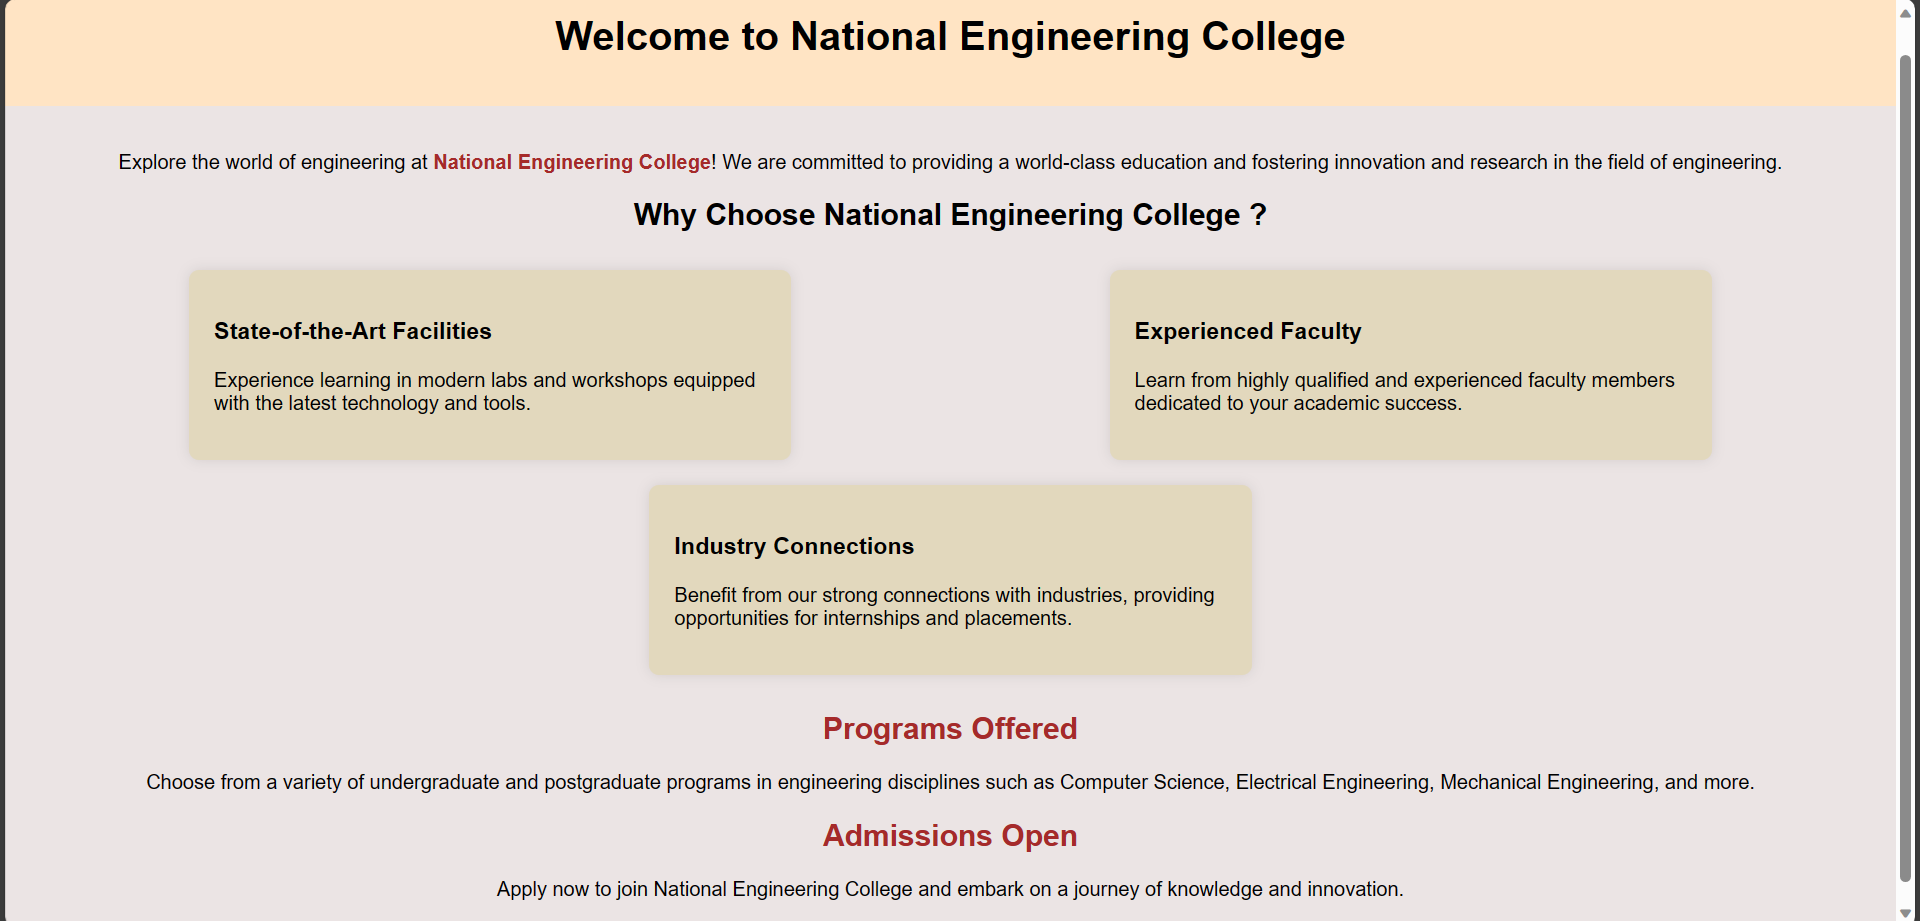 Welcome to National Engineering College
Explore the world of engineering at National Engineering College! We are committed to providing a world-class education and fostering innovation and research in the field of engineering.
Why Choose National Engineering College ?
State-of-the-Art Facilities
Experience learning in modern labs and workshops equipped
with the latest technology and tools.
Experienced Faculty
Learn from highly qualified and experienced faculty members
dedicated to your academic success.
Industry Connections
Benefit from our strong connections with industries, providing
opportunities for internships and placements.
Programs Offered
Choose from a variety of undergraduate and postgraduate programs in engineering disciplines such as Computer Science, Electrical Engineering, Mechanical Engineering, and more.
Admissions Open
Apply now to join National Engineering College and embark on a journey of knowledge and innovation.